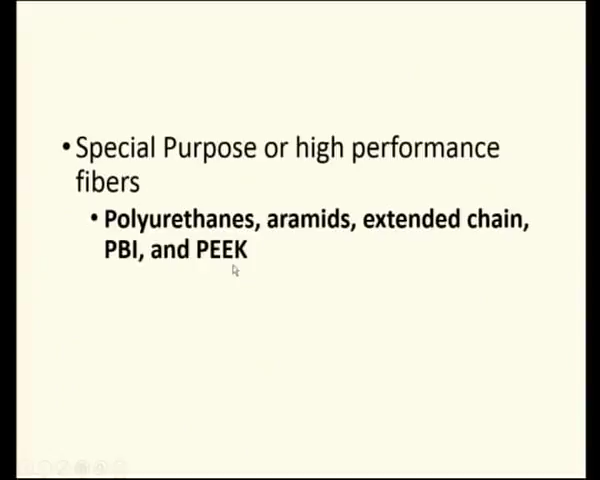 • Special Purpose or high performance
fibers
• Polyurethanes, aramids, extended chain,
PBI, and PEEK